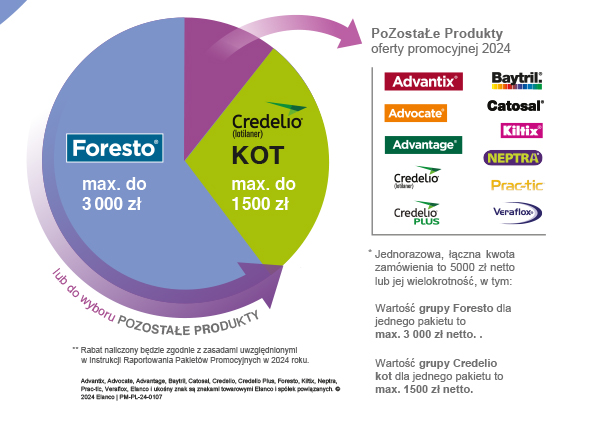 PoZostaŁe Produkty
oferty promocyjnej 2024
Advantix®
Baytril®
Advocate®
Catosal®
Kiltix®
Advantage®
NEPTRA®
Credelio®
(lotilaner)
Prac-tic®
Credelio®
PLUS
Veraflox®
Foresto®
max. do
3 000 zł
Credelio®
(lotilaner)
KOT
max. do
1500 zł
lub do wyboru POZOSTAŁE PRODUKTY
* Jednorazowa, łączna kwota
zamówienia to 5000 zł netto
lub jej wielokrotność, w tym:
Wartość grupy Foresto dla
jednego pakietu to
max. 3 000 zł netto. .
Wartość grupy Credelio
kot dla jednego pakietu to
max. 1500 zł netto.
** Rabat naliczony będzie zgodnie z zasadami uwzględnionymi
w Instrukcji Raportowania Pakietów Promocyjnych w 2024 roku.
Advantix, Advocate, Advantage, Baytril, Catosal, Credelio, Credelio Plus, Foresto, Kiltix, Neptra,
Prac-tic, Veraflox, Elanco i ukośny znak są znakami towarowymi Elanco i spółek powiązanych. ©
2024 Elanco | PM-PL-24-0107